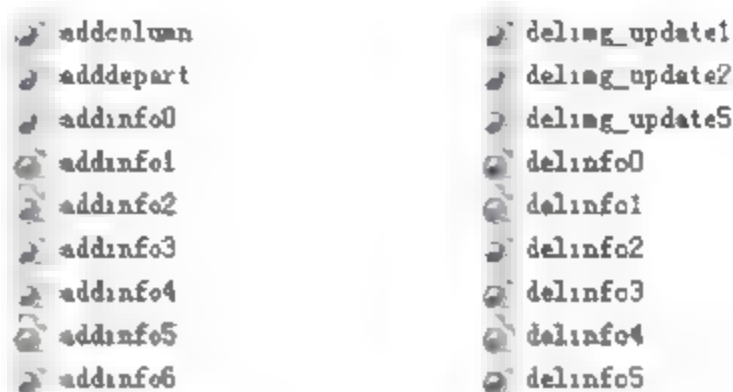 addcolumn
adddepart
addinfo0
addinfo1
addinfo2
addinfo3
addinfo4
addinfo5
addinfo6
delimg_update1
delimg_update2
delimg_update5
delinfo0
delinfo1
delinfo2
delinfo3
delinfo4
delinfo5